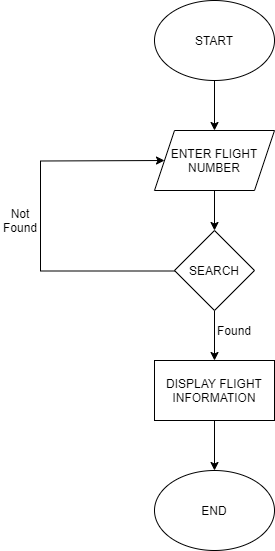 START
ENTER FLIGHT
NUMBER
Not
Found
SEARCH
Found
DISPLAY FLIGHT
INFORMATION
END